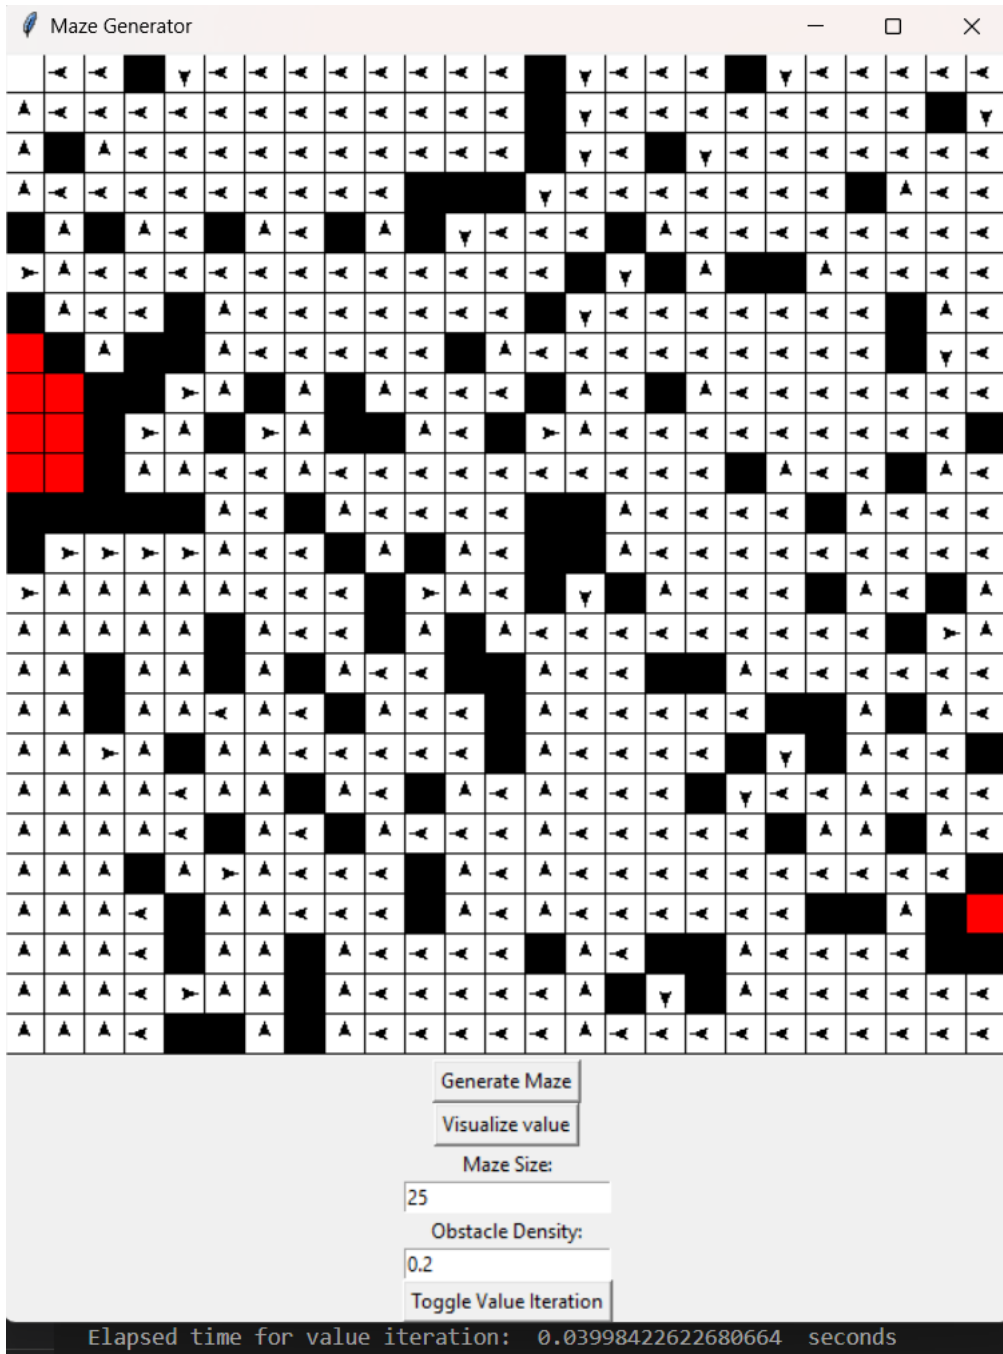 Maze Generator
Generate Maze
Visualize value
Maze Size:
25
Obstacle Density:
0.2
Toggle Value Iteration
Elapsed time for value iteration:  0.03998422622680664  seconds